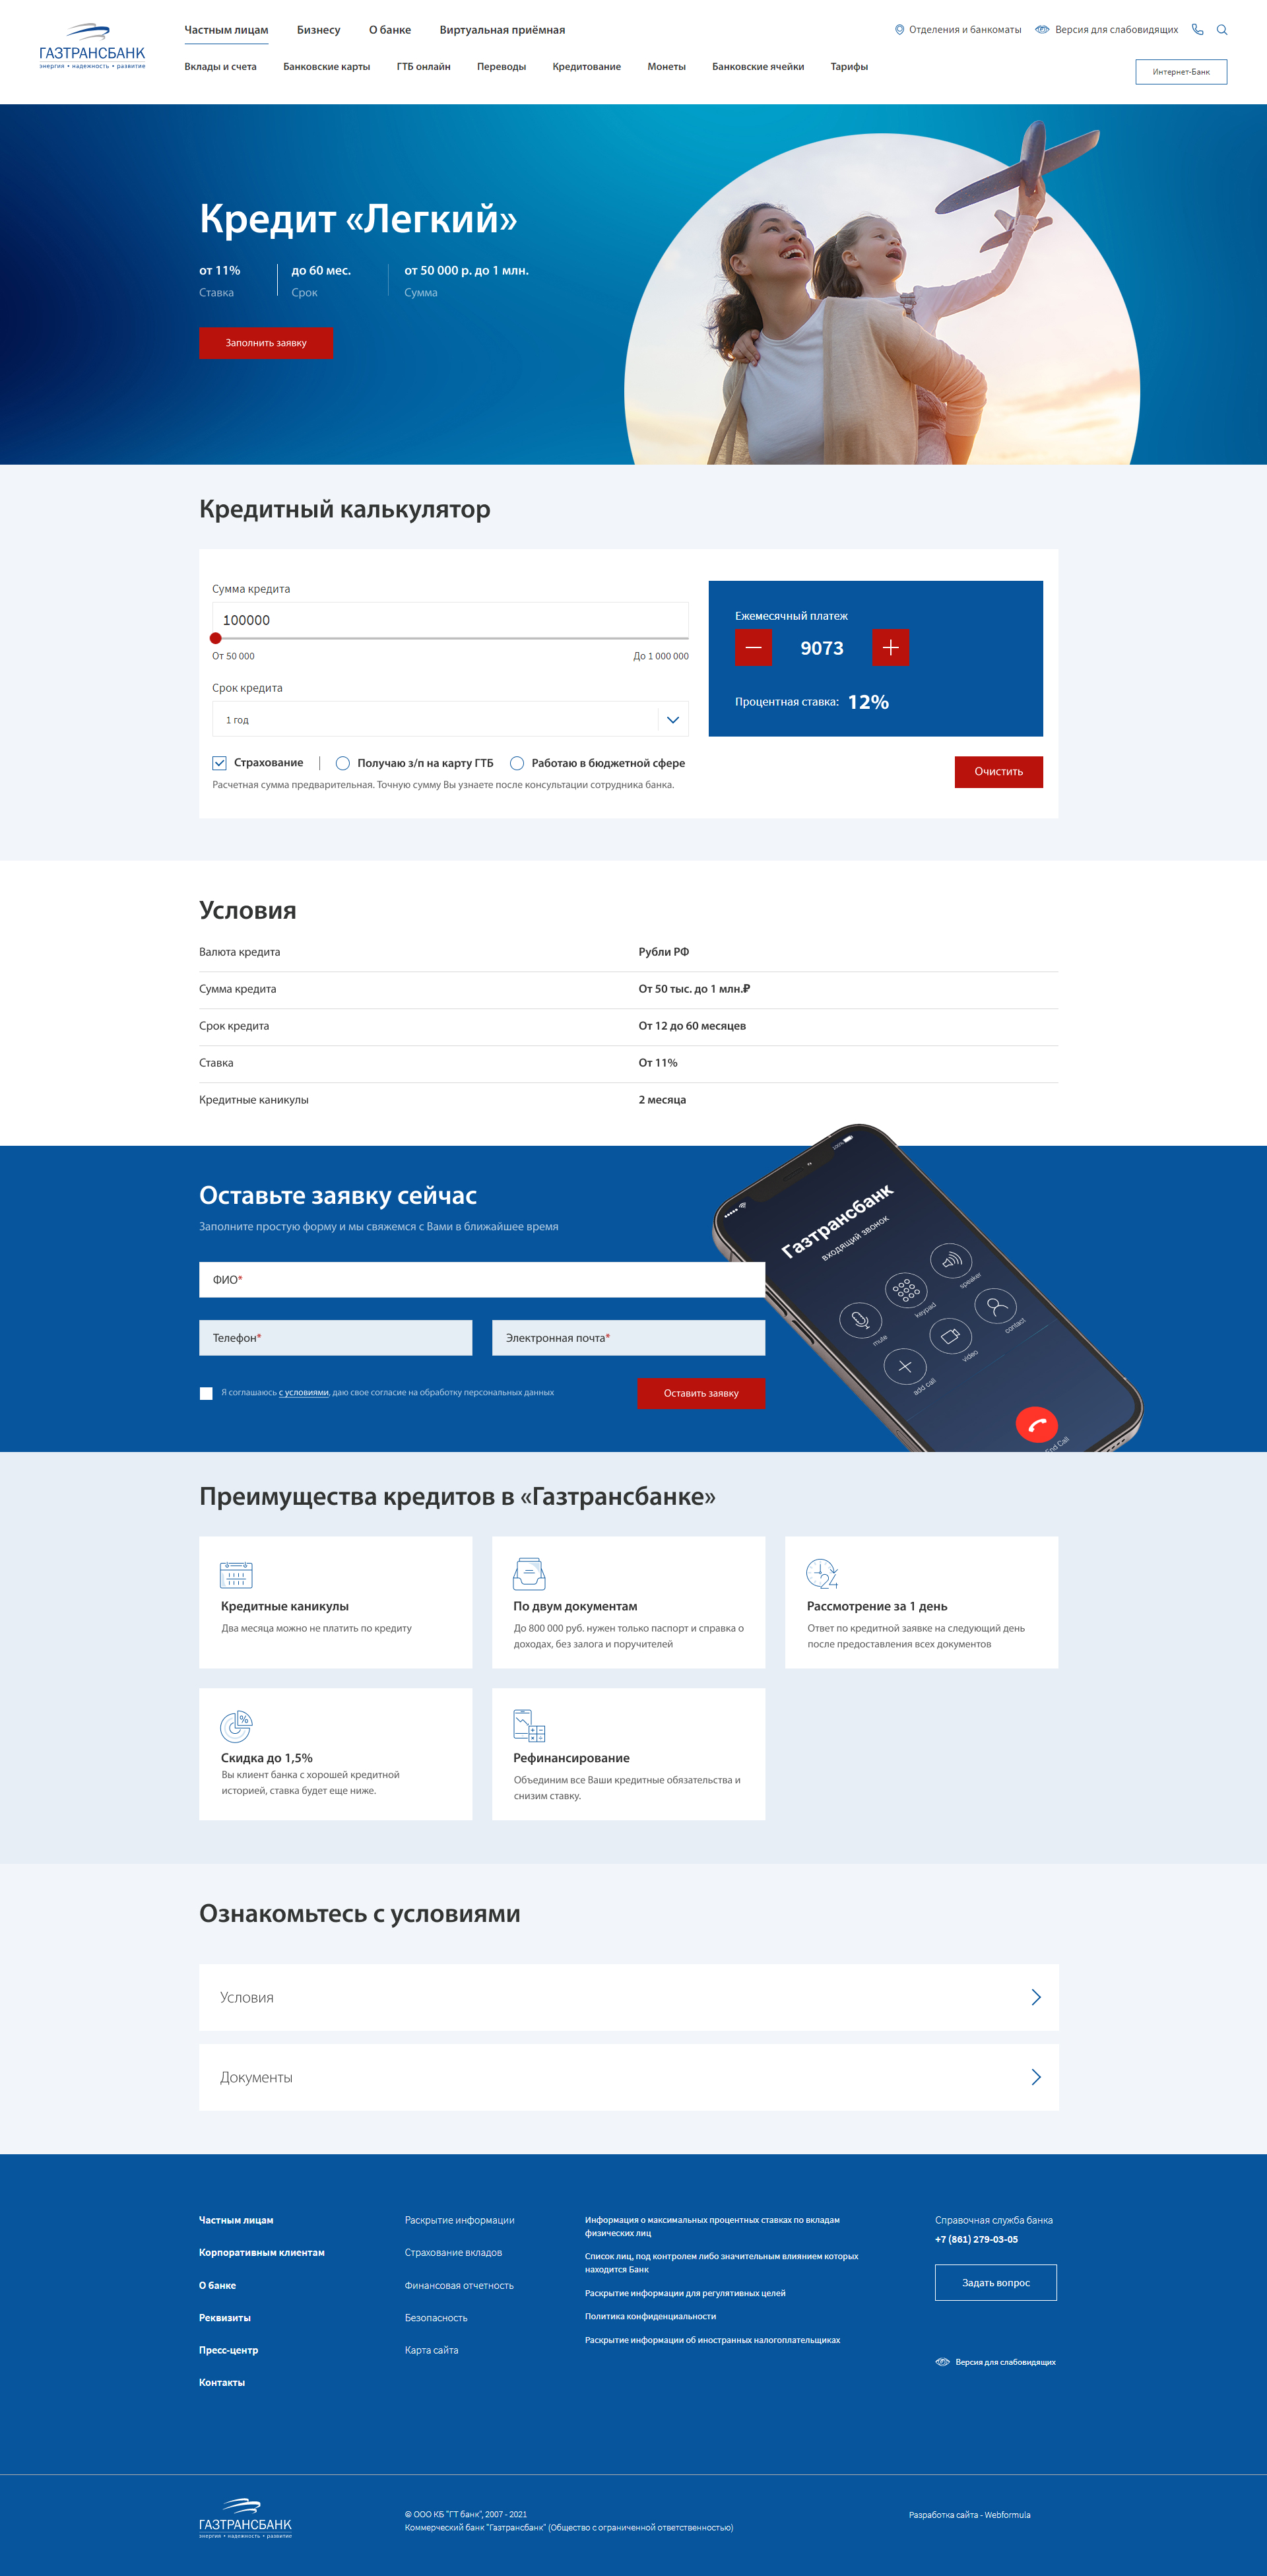 ГАЗТРАНСБАНК
энергия • надежность • развитие
Частным лицам
Бизнесу
О банке
Виртуальная приёмная
Отделения и банкоматы
Версия для слабовидящих
Вклады и счета
Банковские карты
ГТБ онлайн
Переводы
Кредитование
Монеты
Банковские ячейки
Тарифы
Интернет-Банк
Кредит «Легкий»
от 11%
до 60 мес.
от 50 000 р. до 1 млн.
Ставка
Срок
Сумма
Заполнить заявку
Кредитный калькулятор
Сумма кредита
100000
От 50 000
До 1 000 000
Срок кредита
1 год
Ежемесячный платеж
9073
Процентная ставка: 12%
Страхование
Получаю з/п на карту ГТБ
Работаю в бюджетной сфере
Расчетная сумма предварительная. Точную сумму Вы узнаете после консультации сотрудника банка.
Очистить
Условия
Валюта кредита
Рубли РФ
Сумма кредита
От 50 тыс. до 1 млн.₽
Срок кредита
От 12 до 60 месяцев
Ставка
От 11%
Кредитные каникулы
2 месяца
Оставьте заявку сейчас
Заполните простую форму и мы свяжемся с Вами в ближайшее время
ФИО*
Телефон*
Электронная почта*
Я соглашаюсь с условиями, даю свое согласие на обработку персональных данных
Оставить заявку
100%
Газтрансбанк
входящий звонок
mute
keypad
speaker
add call
video
contact
End Call
Преимущества кредитов в «Газтрансбанке»
Кредитные каникулы
Два месяца можно не платить по кредиту
По двум документам
До 800 000 руб. нужен только паспорт и справка о
доходах, без залога и поручителей
24
Рассмотрение за 1 день
Ответ по кредитной заявке на следующий день
после предоставления всех документов
%
Скидка до 1,5%
Вы клиент банка с хорошей кредитной
историей, ставка будет еще ниже.
Рефинансирование
Объединим все Ваши кредитные обязательства и
снизим ставку.
Ознакомьтесь с условиями
Условия
Документы
Частным лицам
Корпоративным клиентам
О банке
Реквизиты
Пресс-центр
Контакты
Раскрытие информации
Страхование вкладов
Финансовая отчетность
Безопасность
Карта сайта
Информация о максимальных процентных ставках по вкладам
физических лиц
Список лиц, под контролем либо значительным влиянием которых
находится Банк
Раскрытие информации для регулятивных целей
Политика конфиденциальности
Раскрытие информации об иностранных налогоплательщиках
Справочная служба банка
+7 (861) 279-03-05
Задать вопрос
Версия для слабовидящих
ГАЗТРАНСБАНК
энергия • надежность • развитие
© ООО КБ "ГТ банк", 2007 - 2021
Коммерческий банк "Газтрансбанк" (Общество с ограниченной ответственностью)
Разработка сайта - Webformula